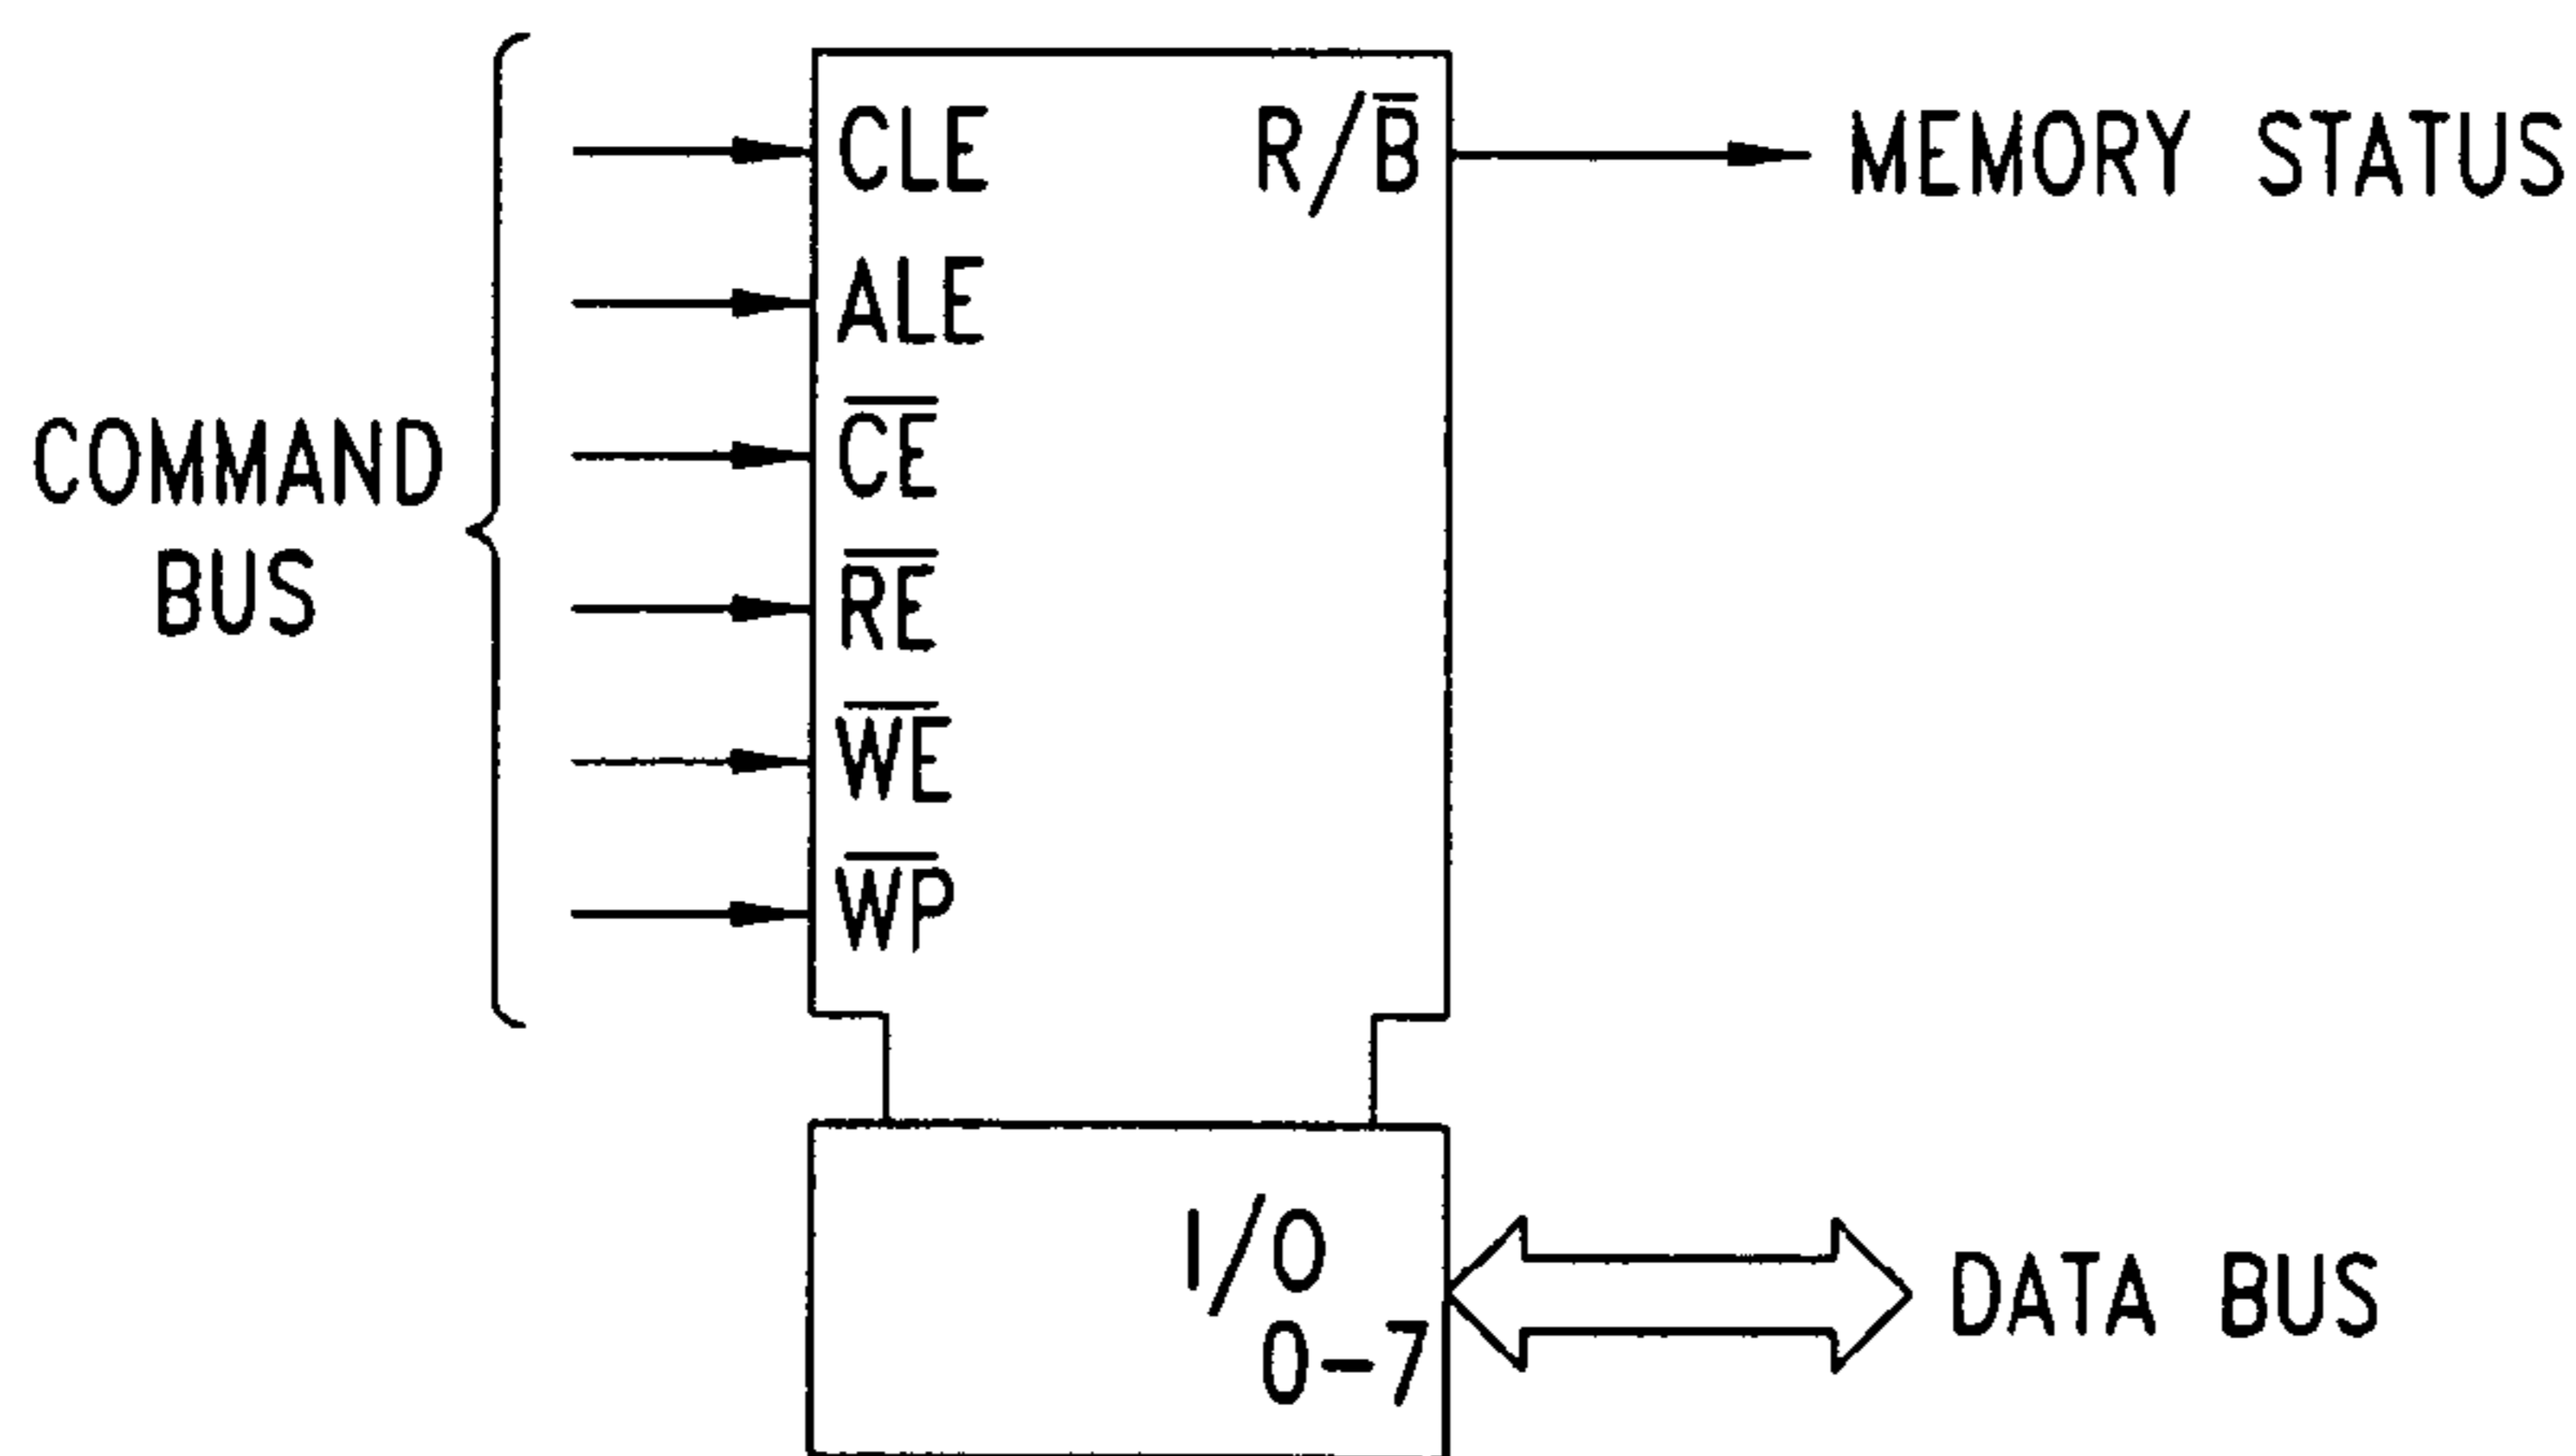 COMMAND
BUS
CLE
ALE
C̅E̅
R̅E̅
W̅E̅
W̅P̅
R/B̅
MEMORY STATUS
I/O
0-7
DATA BUS